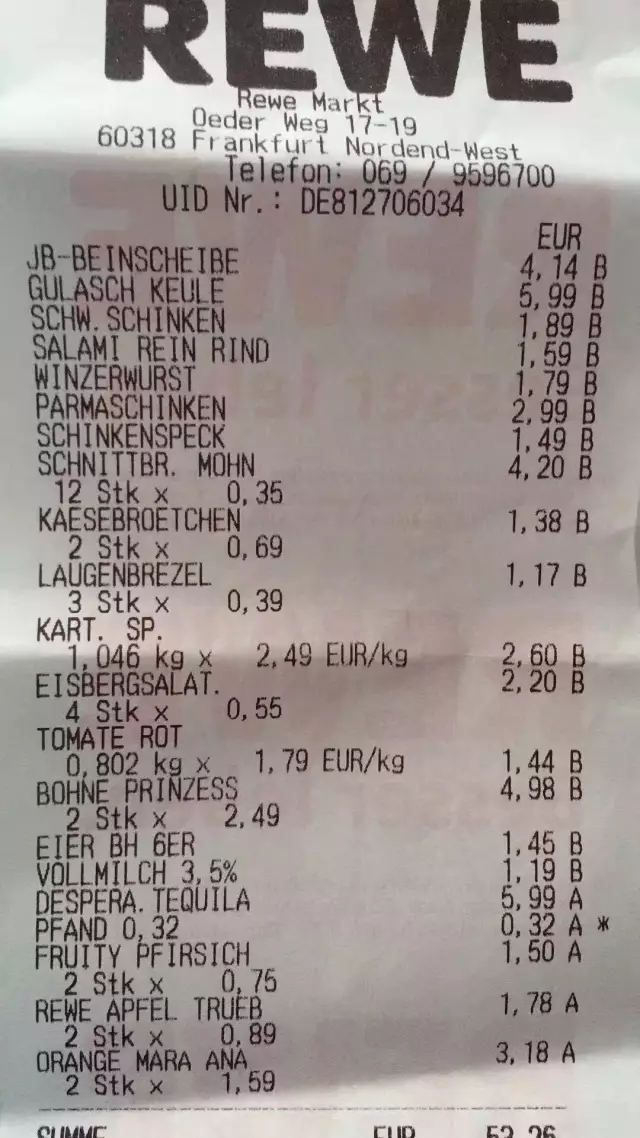 REWE
Rewe Markt
Oeder Weg 17-19
60318 Frankfurt Nordend-West
Telefon: 069 / 9596700
UID Nr.: DE812706034
EUR
JB-BEINSCHEIBE 4,14 B
GULASCH KEULE 5,99 B
SCHW.SCHINKEN 1,89 B
SALAMI REIN RIND 1,59 B
WINZERWURST 1,79 B
PARMASCHINKEN 2,99 B
SCHINKENSPECK 1,49 B
SCHNITTBR. MOHN 4,20 B
12 Stk x 0,35
KAESEBROETCHEN 1,38 B
2 Stk x 0,69
LAUGENBREZEL 1,17 B
3 Stk x 0,39
KART. SP.
1,046 kg x 2,49 EUR/kg 2,60 B
EISBERGSALAT. 2,20 B
4 Stk x 0,55
TOMATE ROT
0,802 kg x 1,79 EUR/kg 1,44 B
BOHNE PRINZESS 4,98 B
2 Stk x 2,49
EIER BH 6ER 1,45 B
VOLLMILCH 3,5% 1,19 B
DESPERA.TEQUILA 5,99 A
PFAND 0,32 0,32 A *
FRUITY PFIRSICH 1,50 A
2 Stk x 0,75
REWE APFEL TRUEB 1,78 A
2 Stk x 0,89
ORANGE MARA ANA 3,18 A
2 Stk x 1,59
SUMME EUR 53,26